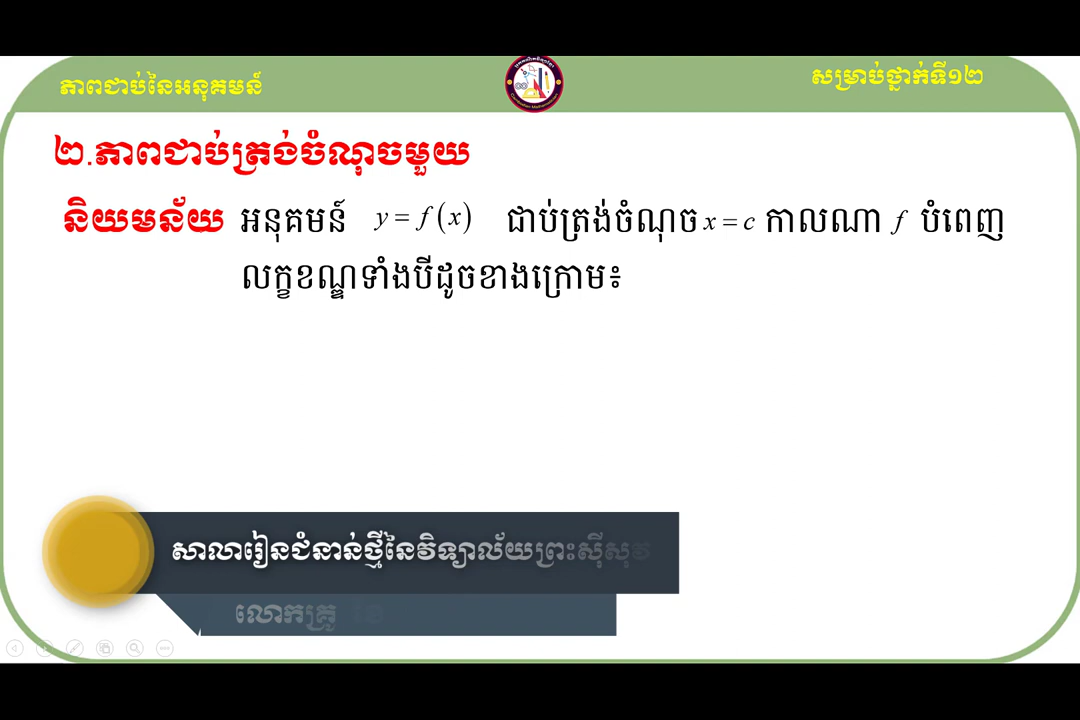 ភាពជាប់នៃអនុគមន៍
សម្រាប់ថ្នាក់ទី១២
២.ភាពជាប់ត្រង់ចំណុចមួយ
និយមន័យ អនុគមន៍ y = f(x) ជាប់ត្រង់ចំណុច x = c កាលណា f បំពេញ
លក្ខខណ្ឌទាំងបីដូចខាងក្រោម៖
សាលារៀនជំនាន់ថ្មីនៃវិទ្យាល័យព្រះស៊ីសុវ
លោកគ្រូ